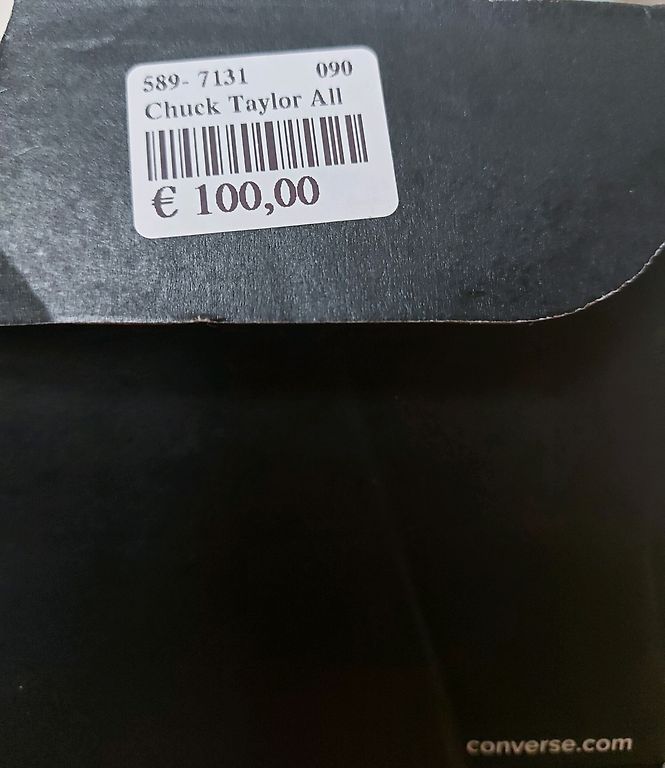 589- 7131 090
Chuck Taylor All
€ 100,00
converse.com